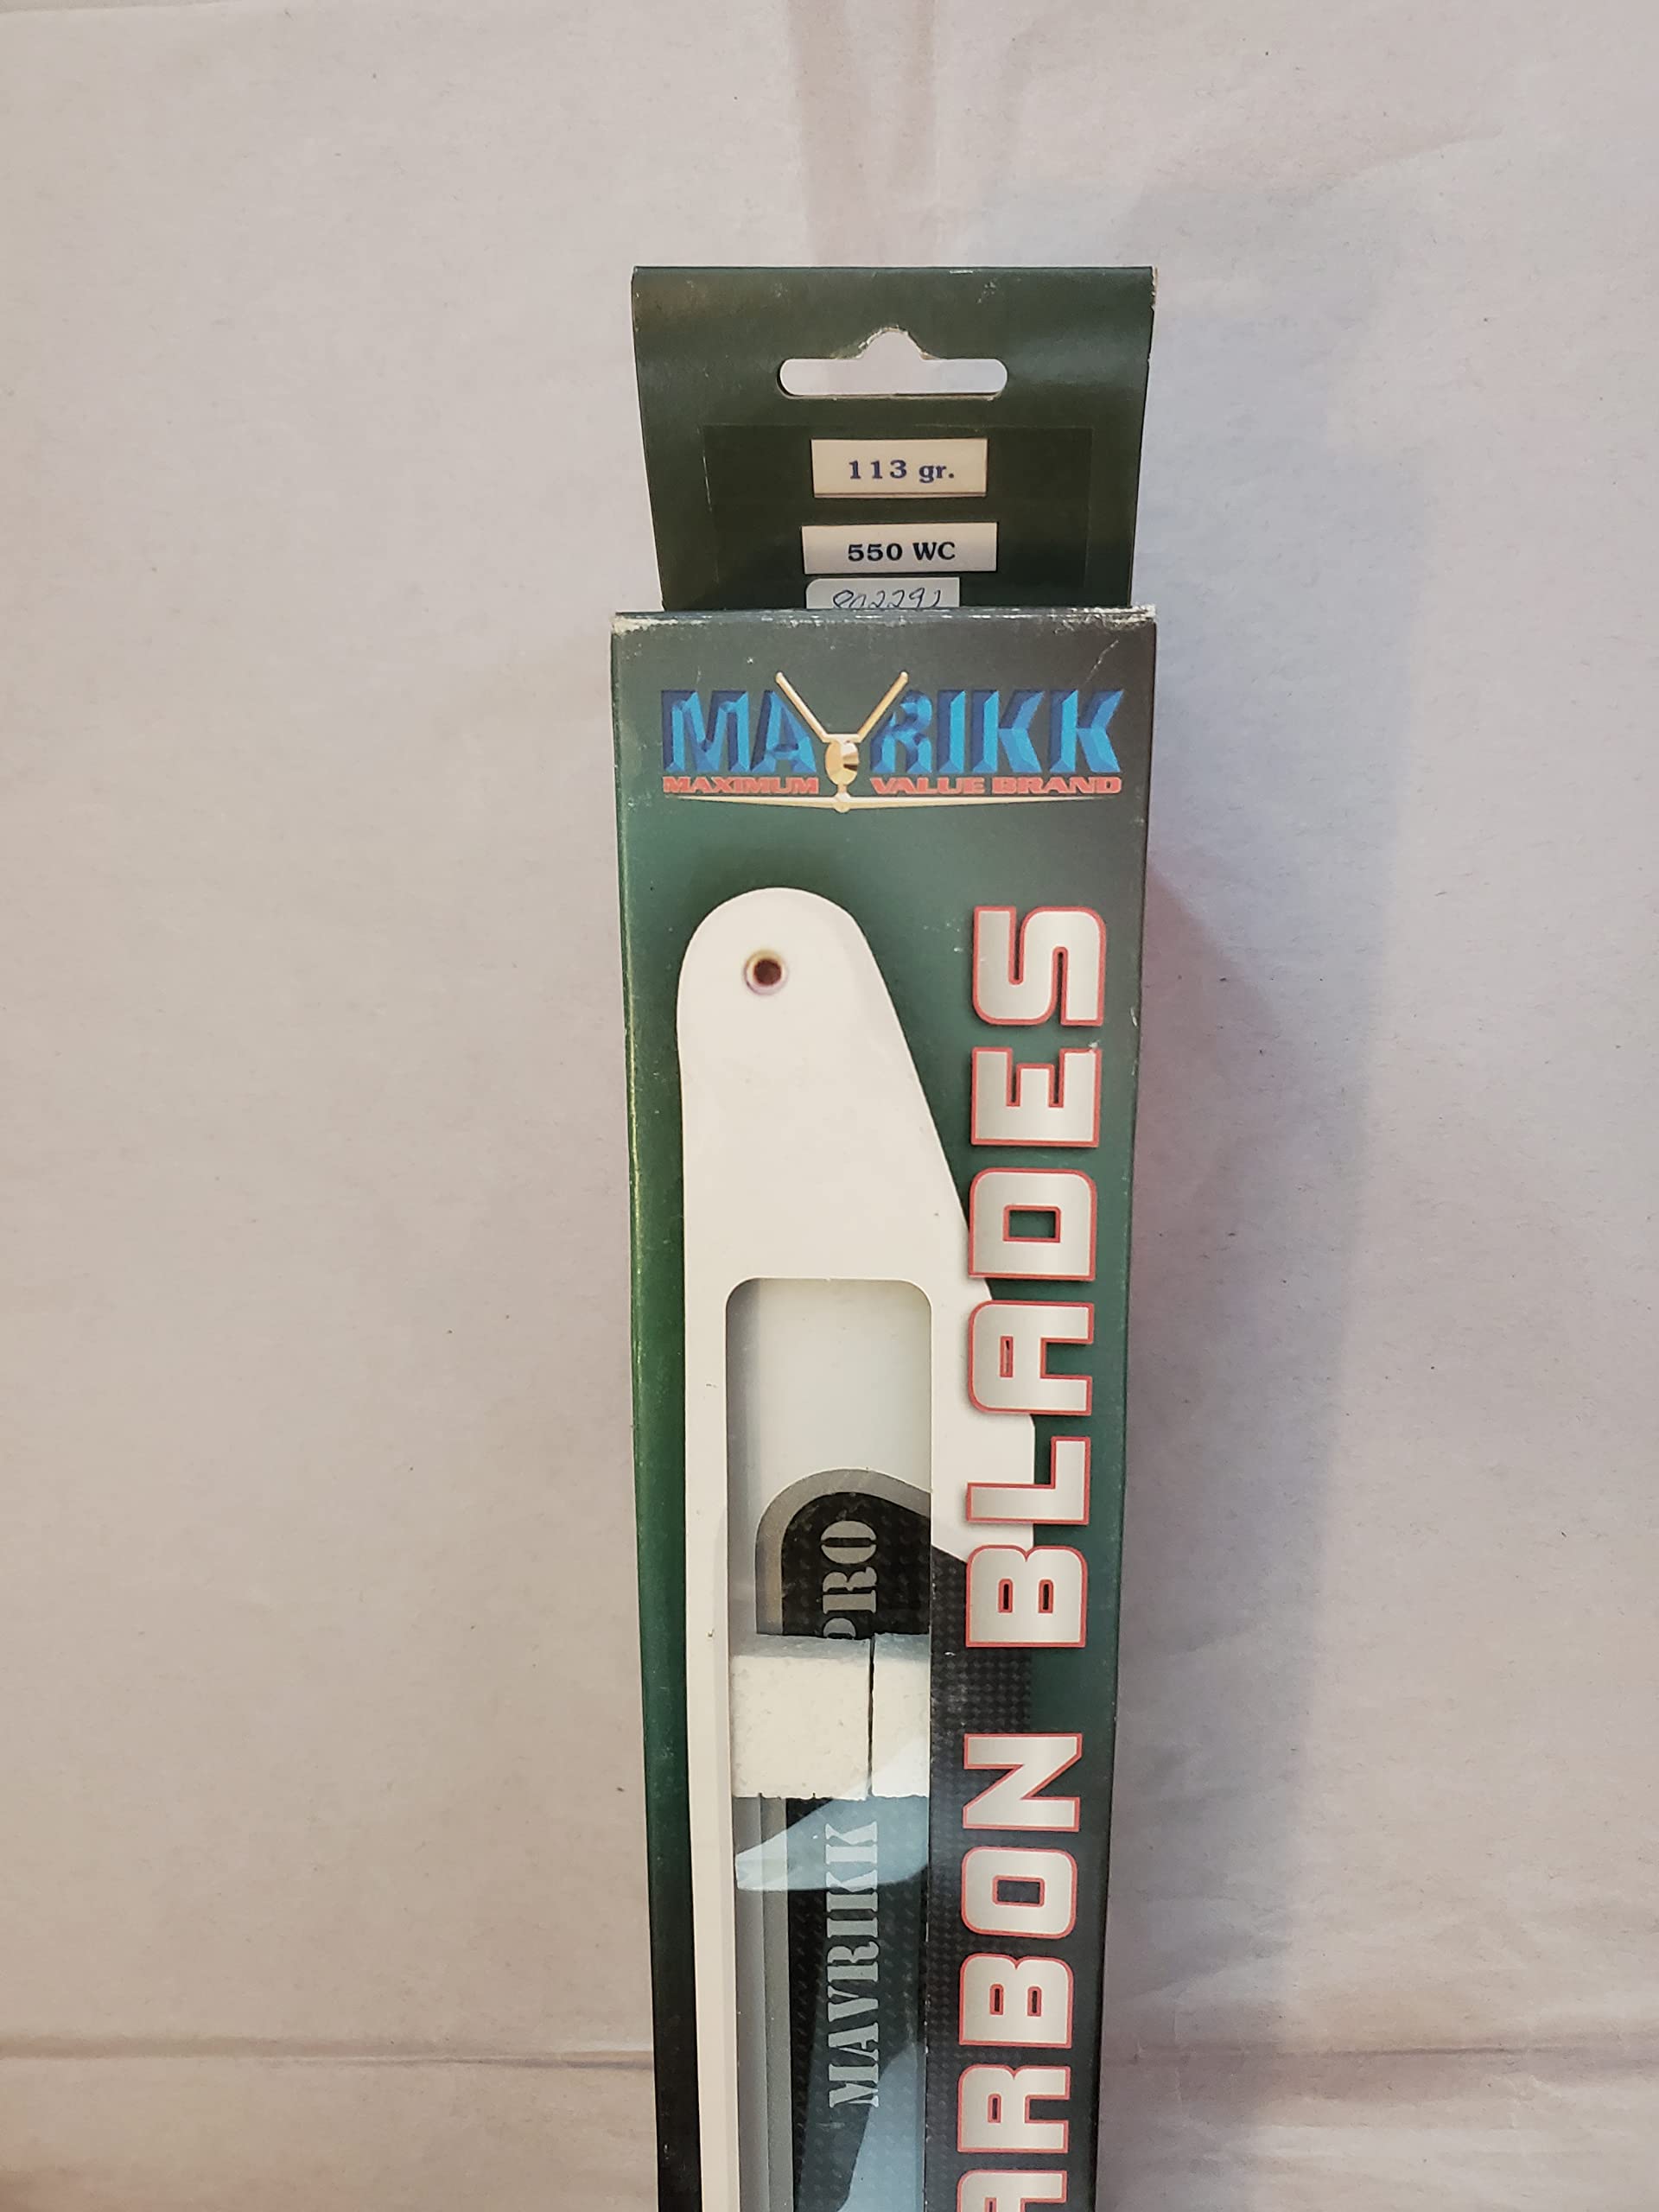 113 gr.
550 WC
MAVRIKK
MAXIMUM VALUE BRAND
ARBON BLADES
PRO
MAVRIKK